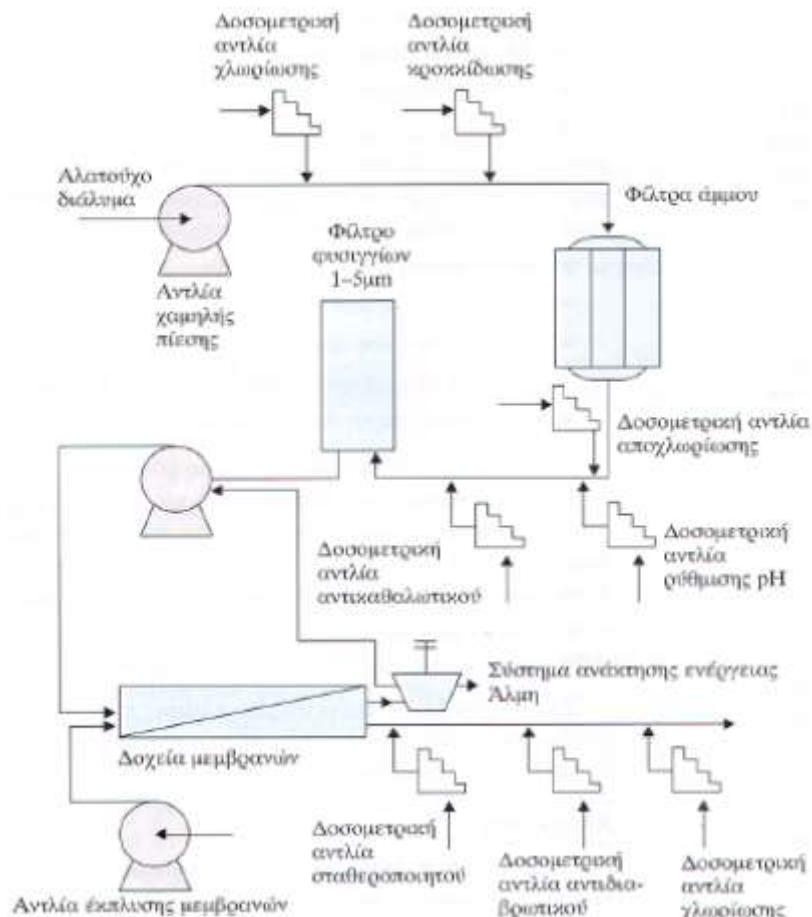 Δοσομετρική
αντλία
χλωρίωσης
Δοσομετρική
αντλία
κροκκίδωσης
Αλατούχο
διάλυμα
Φίλτρα άμμου
Φίλτρο
φυσιγγίων
1–5μm
Αντλία
χαμηλής
πίεσης
Δοσομετρική αντλία
αποχλωρίωσης
Δοσομετρική
αντλία
αντικαθαλωτικού
Δοσομετρική
αντλία
ρύθμισης pH
Σύστημα ανάκτησης ενέργειας
Άλμη
Δοχεία μεμβρανών
Δοσομετρική
αντλία
σταθεροποιητού
Δοσομετρική
αντλία αντιδια-
βρωτικού
Δοσομετρική
αντλία
χλωρίωσης
Αντλία έκπλυσης μεμβρανών